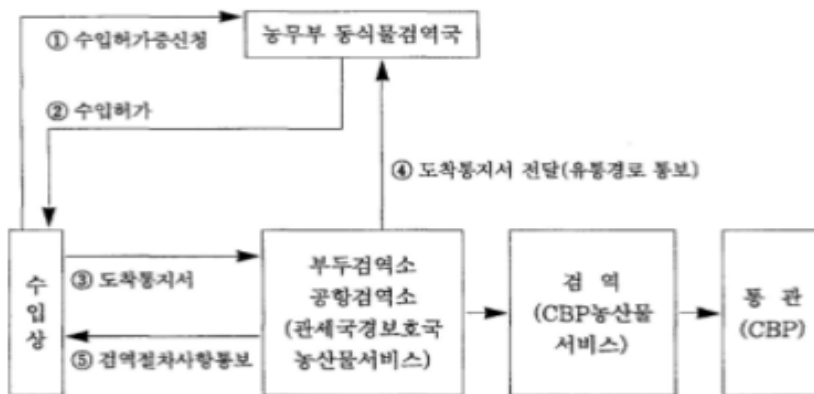 ① 수입허가증신청
농무부 동식물검역국
② 수입허가
④ 도착통지서 전달(유통경로 통보)
수
입
상
③ 도착통지서
⑤ 검역절차사항통보
부두검역소
공항검역소
(관세국경보호국
농산물서비스)
검 역
(CBP농산물
서비스)
통 관
(CBP)